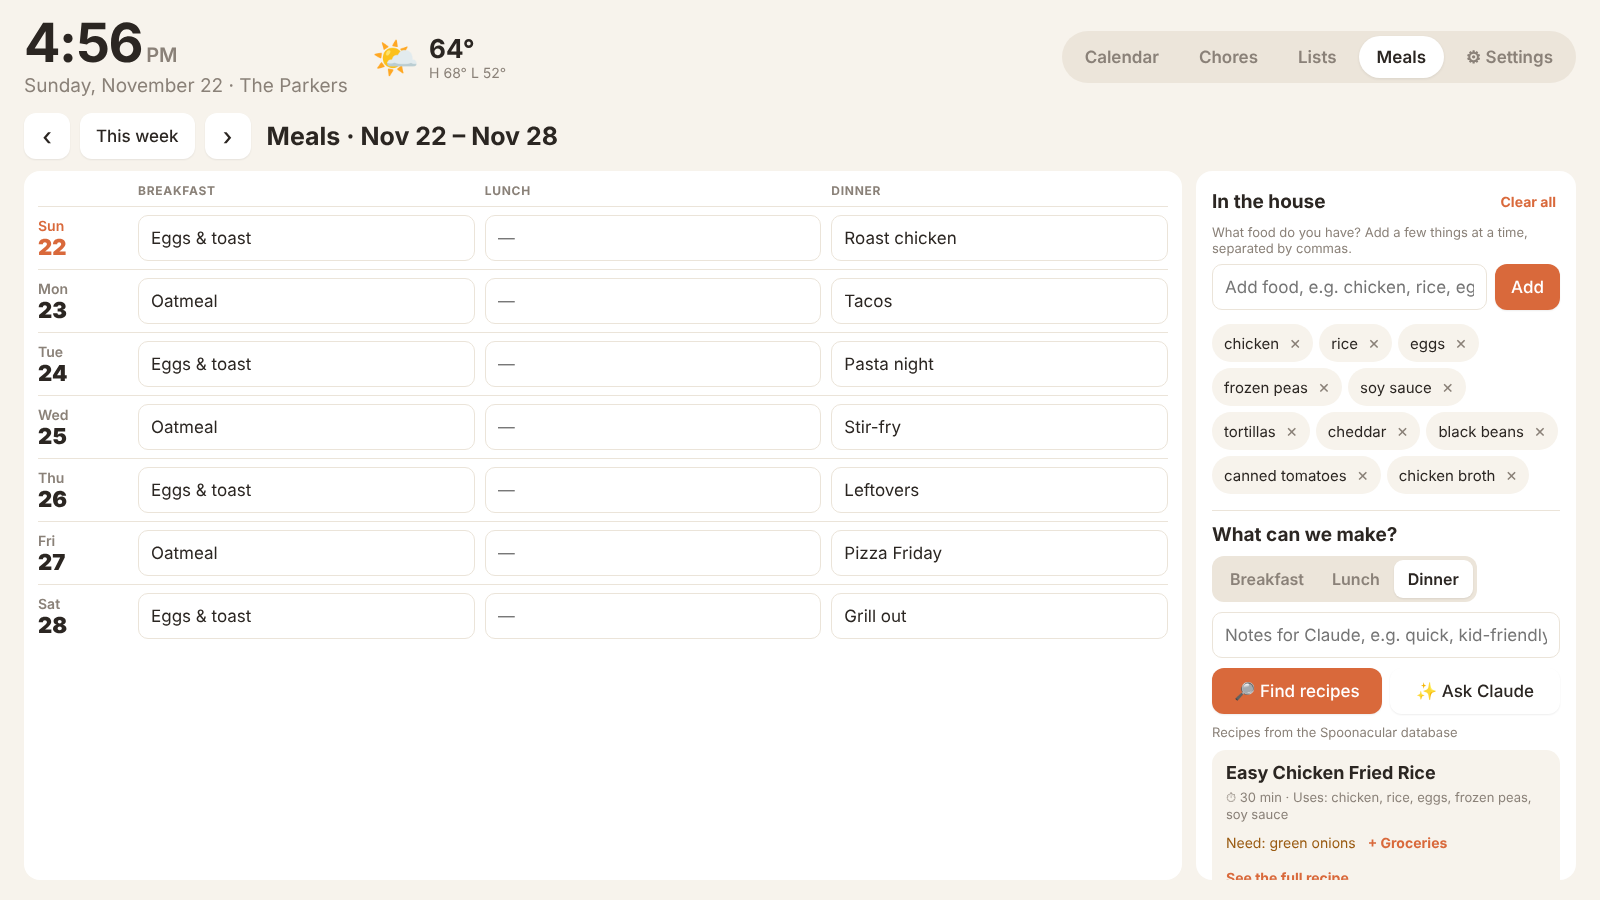 4:56 PM
Sunday, November 22 · The Parkers
64°
H 68° L 52°
Calendar
Chores
Lists
Meals
⚙ Settings
‹
This week
›
Meals · Nov 22 – Nov 28
BREAKFAST LUNCH DINNER
Sun
22
Eggs & toast
—
Roast chicken
Mon
23
Oatmeal
—
Tacos
Tue
24
Eggs & toast
—
Pasta night
Wed
25
Oatmeal
—
Stir-fry
Thu
26
Eggs & toast
—
Leftovers
Fri
27
Oatmeal
—
Pizza Friday
Sat
28
Eggs & toast
—
Grill out
In the house
Clear all
What food do you have? Add a few things at a time,
separated by commas.
Add food, e.g. chicken, rice, eg
Add
chicken × rice × eggs ×
frozen peas × soy sauce ×
tortillas × cheddar × black beans ×
canned tomatoes × chicken broth ×
What can we make?
Breakfast Lunch Dinner
Notes for Claude, e.g. quick, kid-friendly
🔎 Find recipes
✨ Ask Claude
Recipes from the Spoonacular database
Easy Chicken Fried Rice
⏱ 30 min · Uses: chicken, rice, eggs, frozen peas,
soy sauce
Need: green onions + Groceries
See the full recipe